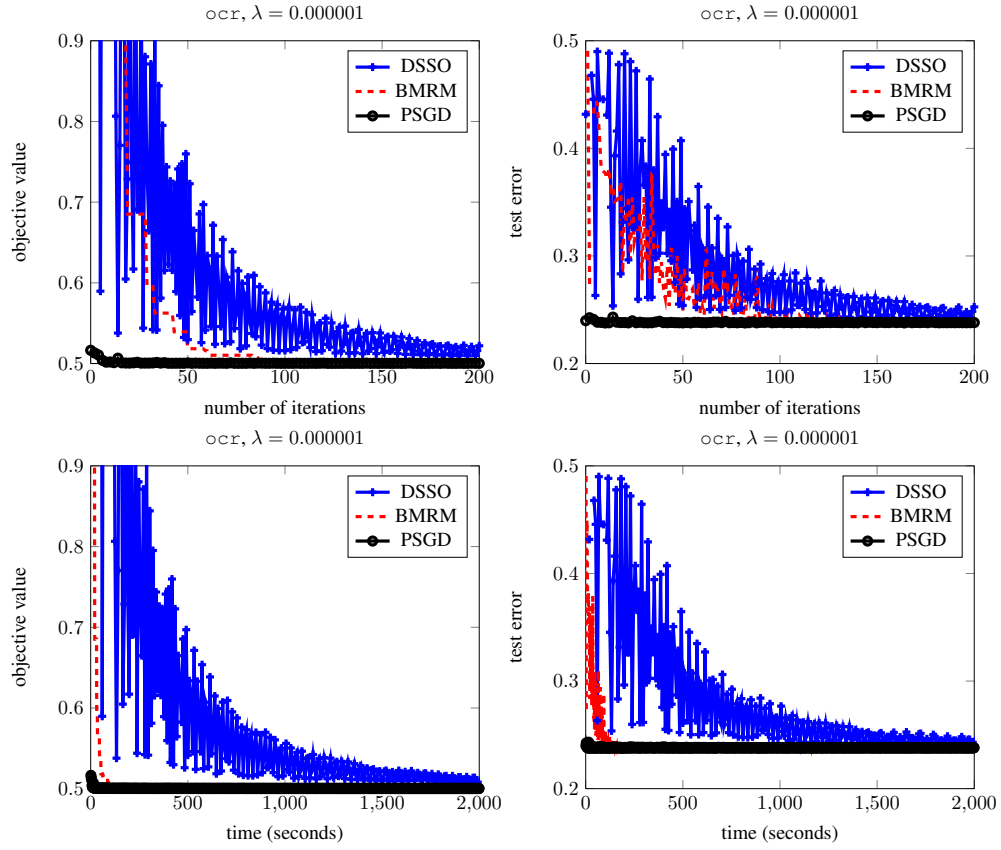 ocr, λ = 0.000001
0.9
0.8
0.7
0.6
0.5
objective value
0 50 100 150 200
number of iterations
DSSO
BMRM
PSGD
ocr, λ = 0.000001
0.5
0.4
0.3
0.2
test error
0 50 100 150 200
number of iterations
DSSO
BMRM
PSGD
ocr, λ = 0.000001
0.9
0.8
0.7
0.6
0.5
objective value
0 500 1,000 1,500 2,000
time (seconds)
DSSO
BMRM
PSGD
ocr, λ = 0.000001
0.5
0.4
0.3
0.2
test error
0 500 1,000 1,500 2,000
time (seconds)
DSSO
BMRM
PSGD